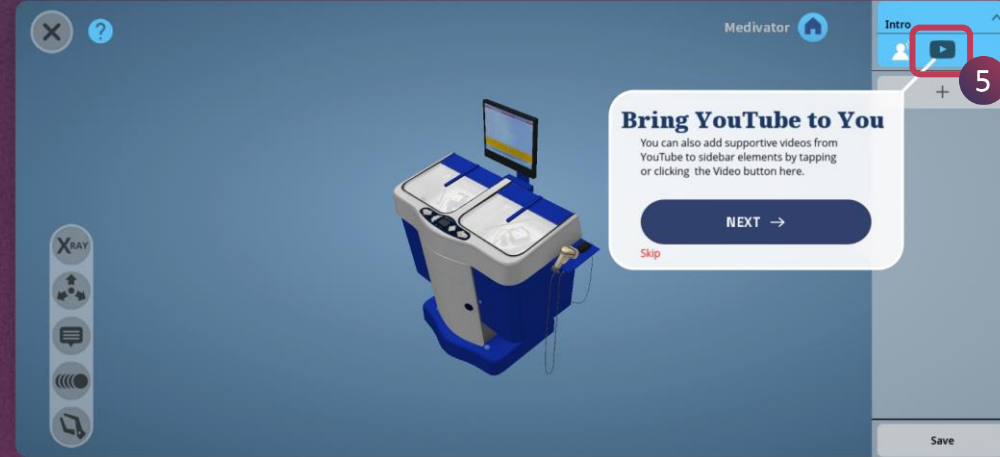 ?
Medivator
Intro
5
+
Bring YouTube to You
You can also add supportive videos from
YouTube to sidebar elements by tapping
or clicking the Video button here.
NEXT →
Skip
XRAY
Save